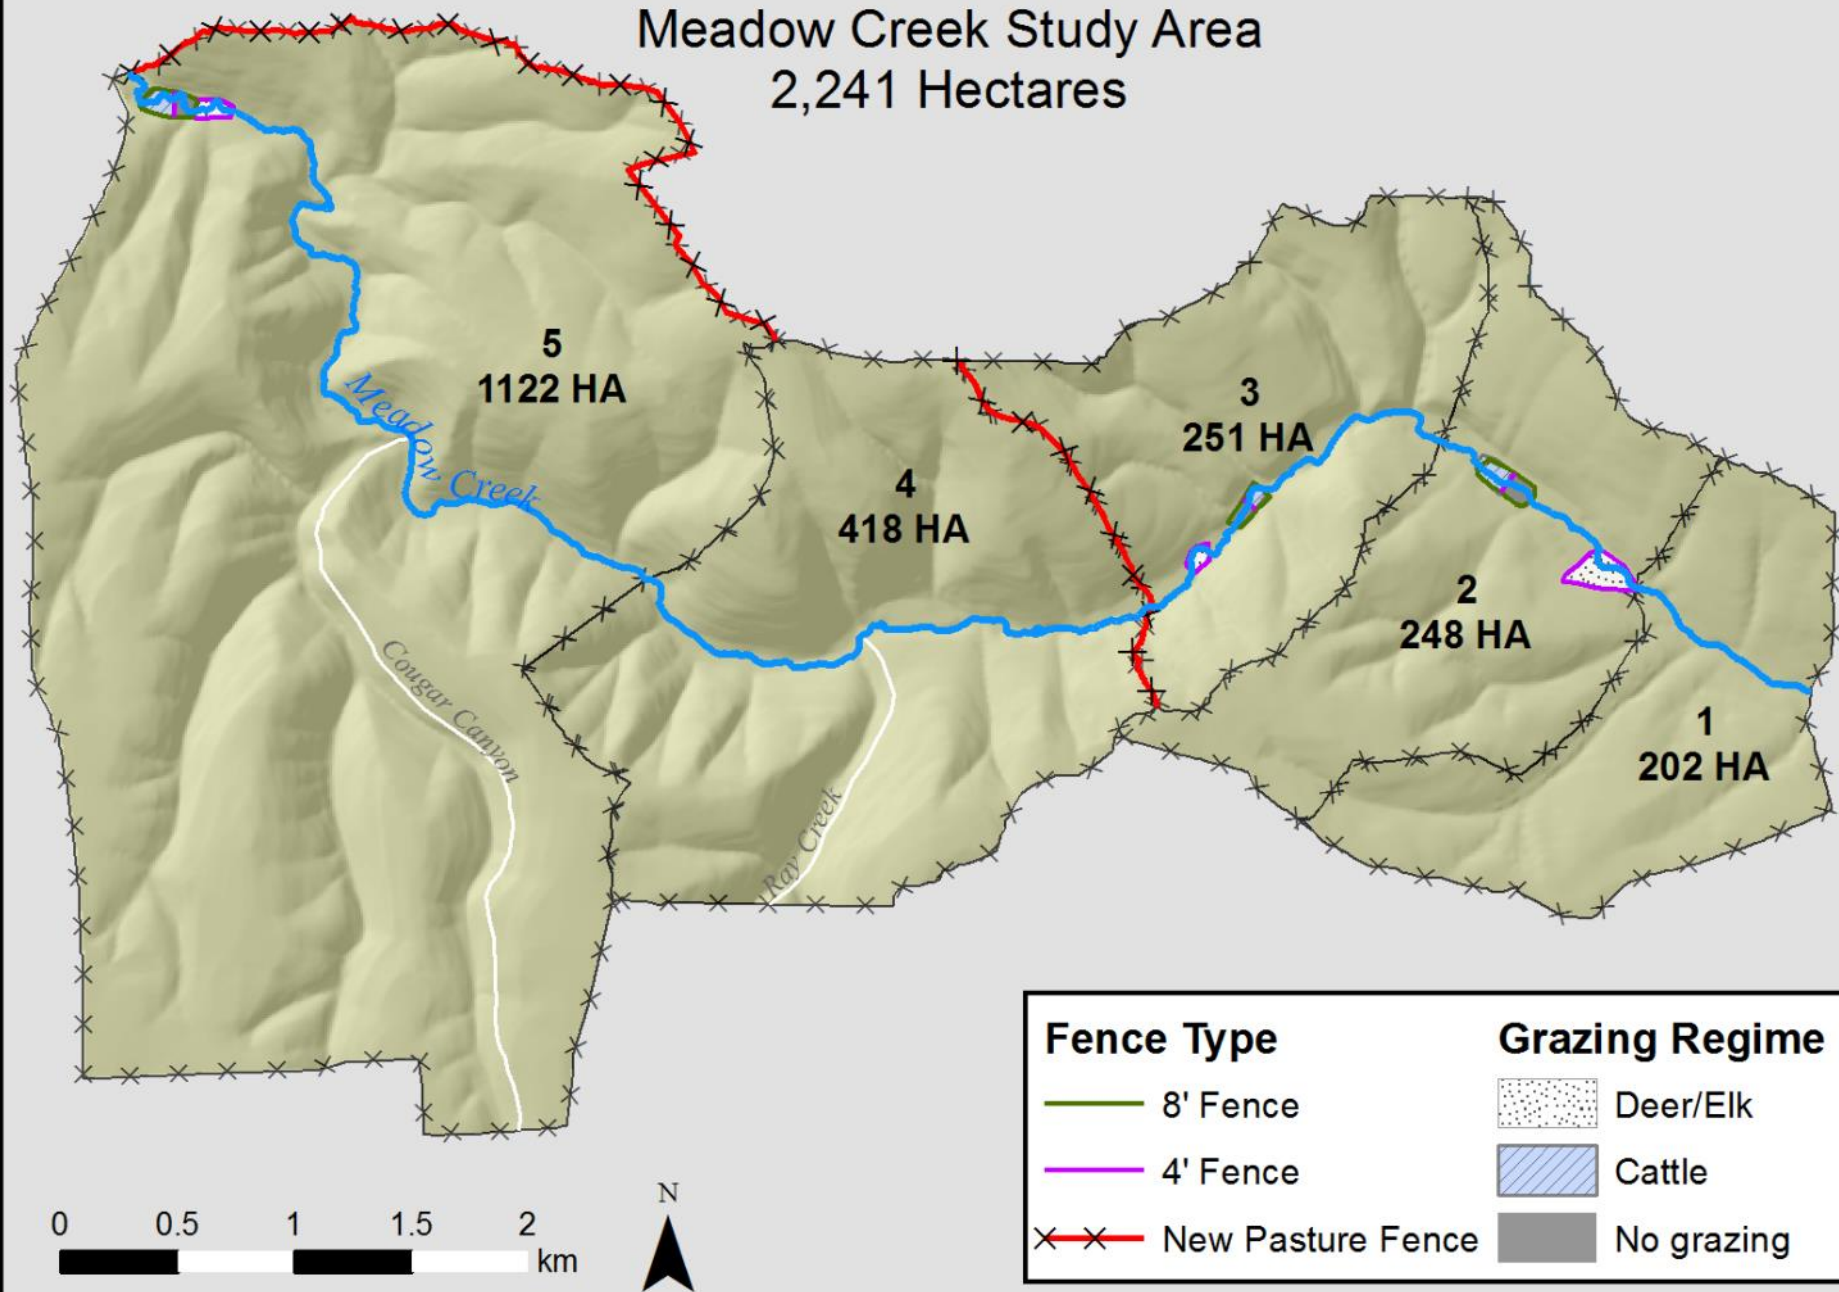 Meadow Creek Study Area
2,241 Hectares
5
1122 HA
Meadow Creek
4
418 HA
3
251 HA
2
248 HA
1
202 HA
Cougar Canyon
Ray Creek
Fence Type
8' Fence
4' Fence
New Pasture Fence
Grazing Regime
Deer/Elk
Cattle
No grazing
N
0 0.5 1 1.5 2
km